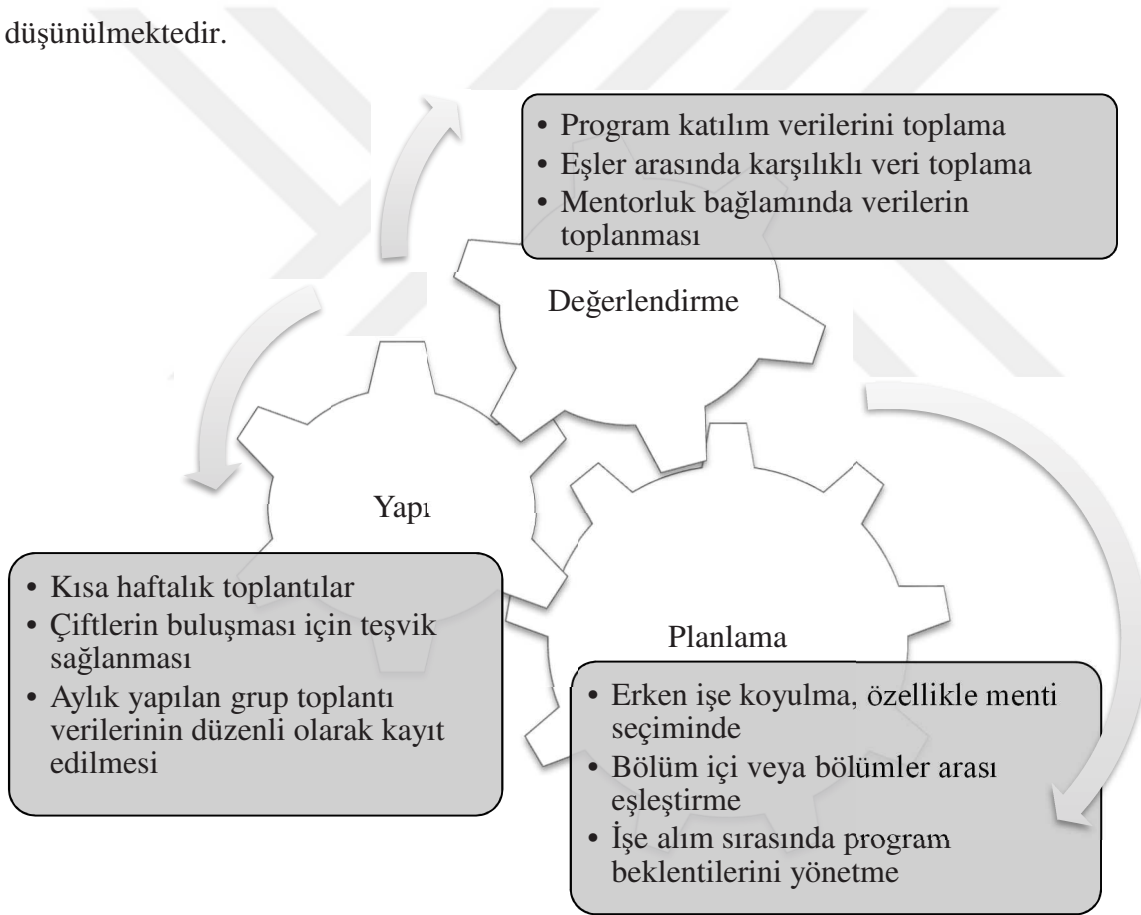 düşünülmektedir.
• Program katılım verilerini toplama
• Eşler arasında karşılıklı veri toplama
• Mentorluk bağlamında verilerin
toplanması
Değerlendirme
Yapı
• Kısa haftalık toplantılar
• Çiftlerin buluşması için teşvik
sağlanması
• Aylık yapılan grup toplantı
verilerinin düzenli olarak kayıt
edilmesi
Planlama
• Erken işe koyulma, özellikle menti
seçiminde
• Bölüm içi veya bölümler arası
eşleştirme
• İşe alım sırasında program
beklentilerini yönetme